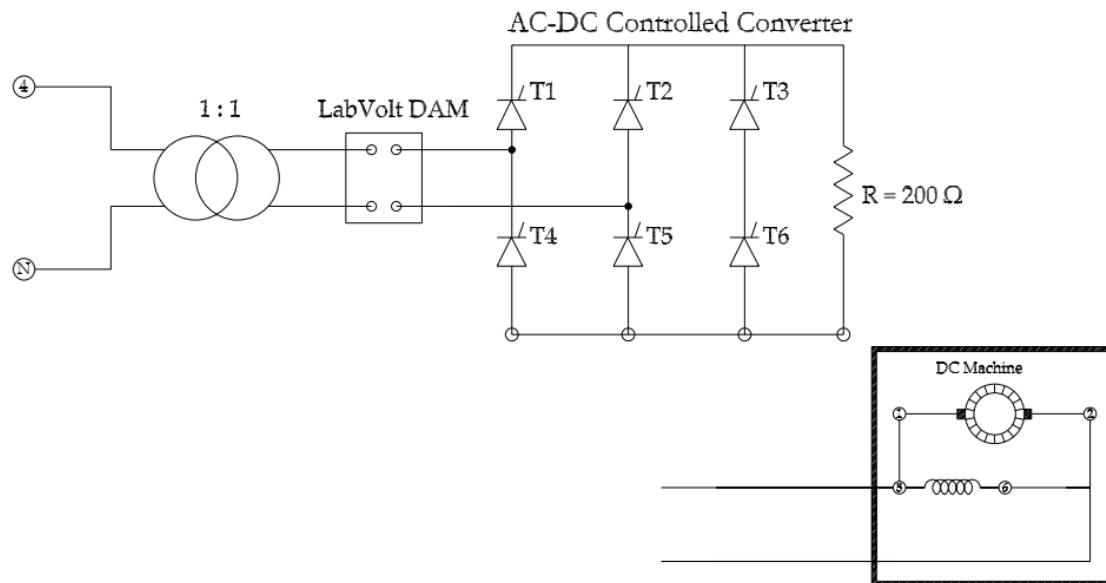 AC-DC Controlled Converter
4
1 : 1
LabVolt DAM
T1
T2
T3
R = 200 Ω
N
T4
T5
T6
DC Machine
1
2
5
6